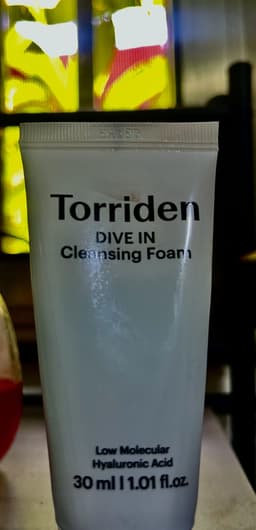 Torriden
DIVE IN
Cleansing Foam
Low Molecular
Hyaluronic Acid
30 ml | 1.01 fl.oz.